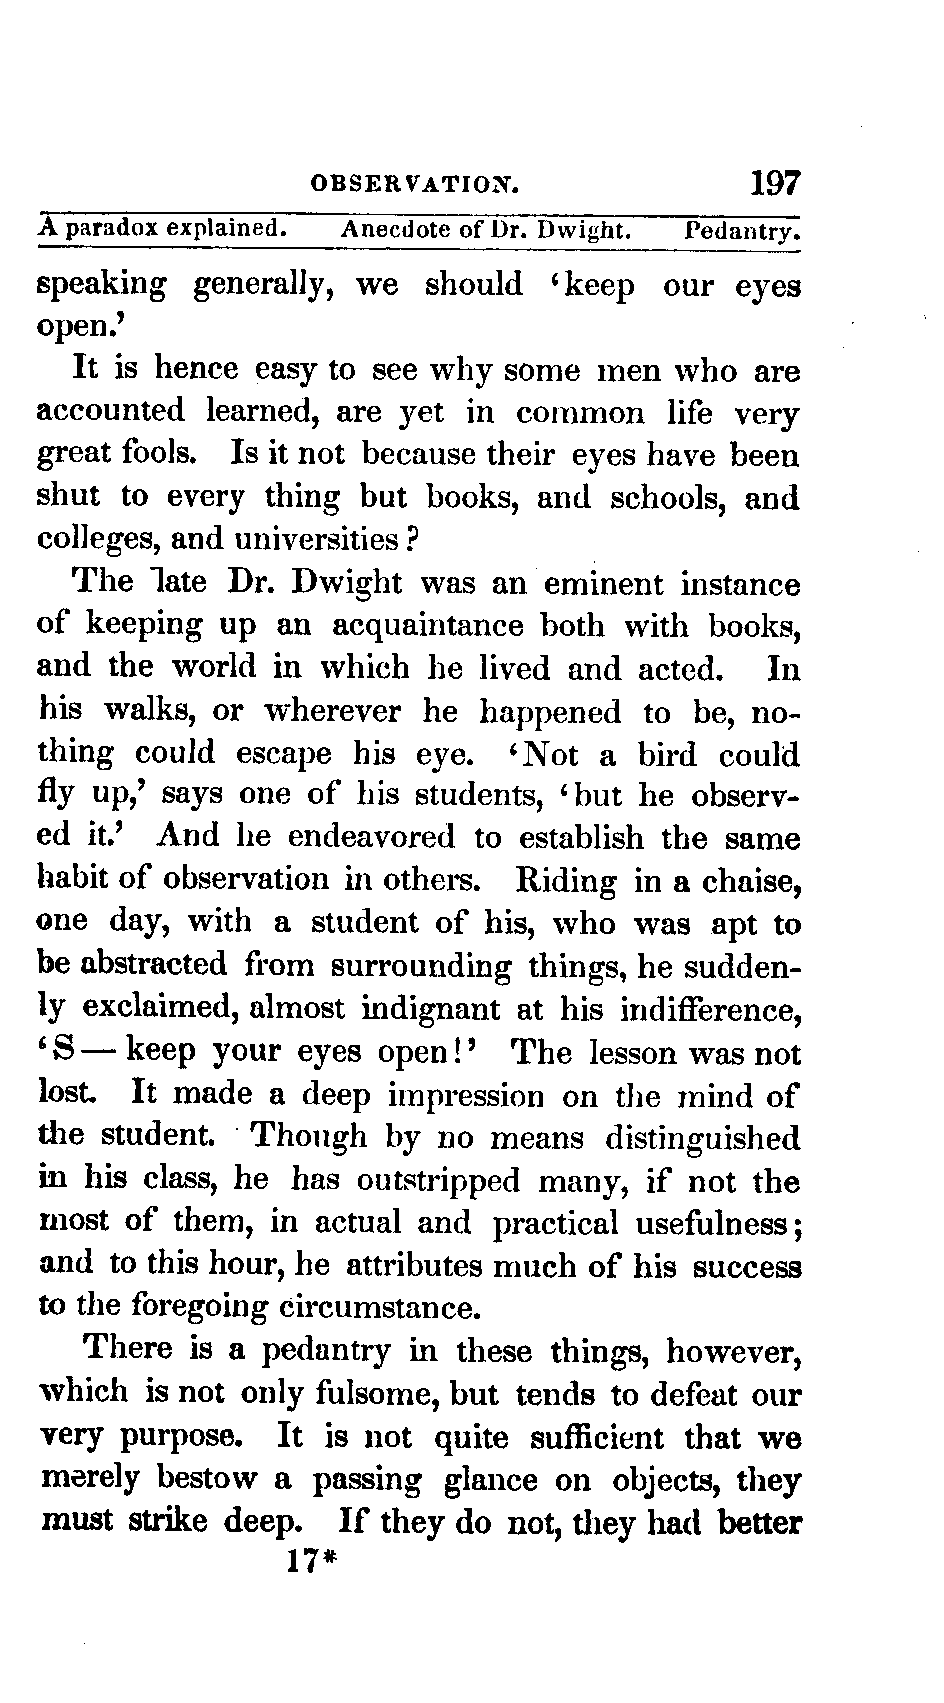 OBSERVATION. 197
A paradox explained. Anecdote of Dr. Dwight. Pedantry.
speaking generally, we should ‘keep our eyes
open.’
It is hence easy to see why some men who are
accounted learned, are yet in common life very
great fools. Is it not because their eyes have been
shut to every thing but books, and schools, and
colleges, and universities?
The late Dr. Dwight was an eminent instance
of keeping up an acquaintance both with books,
and the world in which he lived and acted. In
his walks, or wherever he happened to be, no-
thing could escape his eye. ‘Not a bird could
fly up,’ says one of his students, ‘but he observ-
ed it.’ And he endeavored to establish the same
habit of observation in others. Riding in a chaise,
one day, with a student of his, who was apt to
be abstracted from surrounding things, he sudden-
ly exclaimed, almost indignant at his indifference,
‘S— keep your eyes open!’ The lesson was not
lost. It made a deep impression on the mind of
the student. Though by no means distinguished
in his class, he has outstripped many, if not the
most of them, in actual and practical usefulness;
and to this hour, he attributes much of his success
to the foregoing circumstance.
There is a pedantry in these things, however,
which is not only fulsome, but tends to defeat our
very purpose. It is not quite sufficient that we
merely bestow a passing glance on objects, they
must strike deep. If they do not, they had better
17*